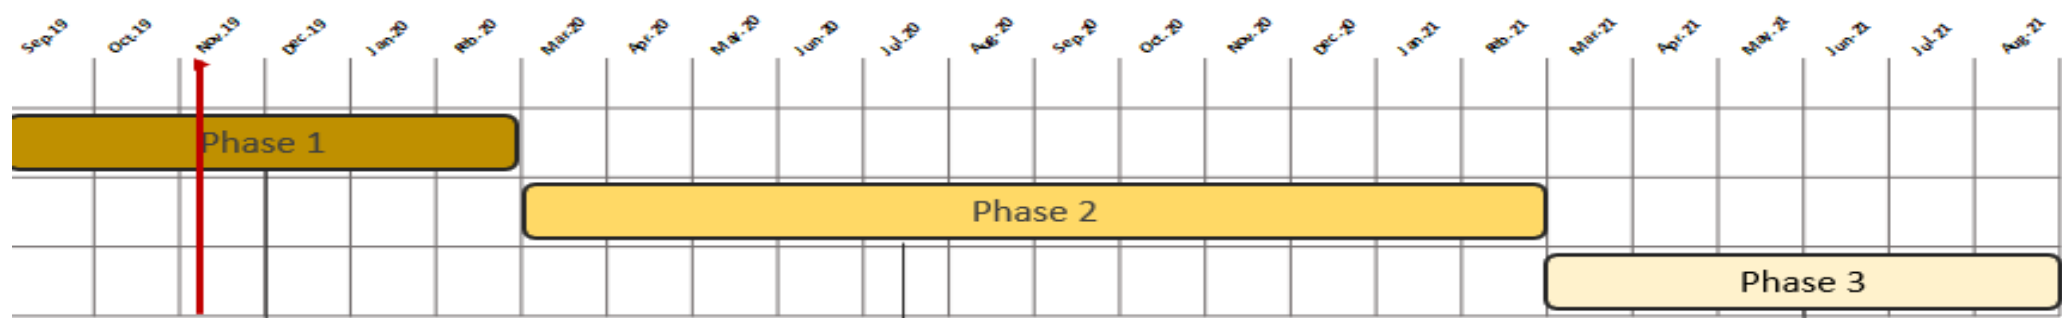 Sep-19 Oct-19 Nov-19 Dec-19 Jan-20 Feb-20 Mar-20 Apr-20 May-20 Jun-20 Jul-20 Aug-20 Sep-20 Oct-20 Nov-20 Dec-20 Jan-21 Feb-21 Mar-21 Apr-21 May-21 Jun-21 Jul-21 Aug-21
Phase 1
Phase 2
Phase 3